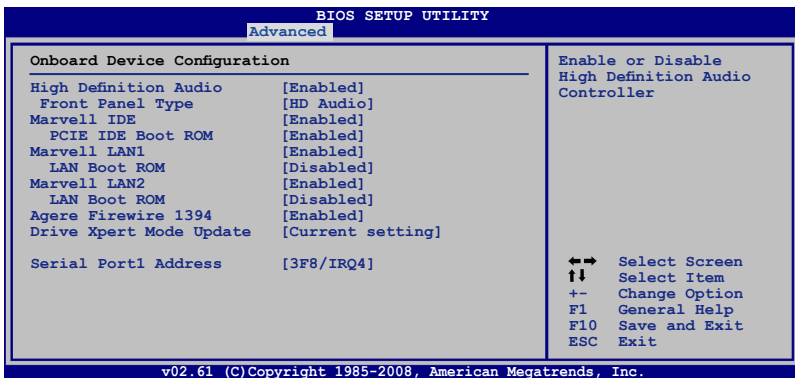 BIOS SETUP UTILITY
Advanced
Onboard Device Configuration
High Definition Audio [Enabled]
Front Panel Type [HD Audio]
Marvell IDE [Enabled]
PCIE IDE Boot ROM [Enabled]
Marvell LAN1 [Enabled]
LAN Boot ROM [Disabled]
Marvell LAN2 [Enabled]
LAN Boot ROM [Disabled]
Agere Firewire 1394 [Enabled]
Drive Xpert Mode Update [Current setting]
Serial Port1 Address [3F8/IRQ4]
Enable or Disable
High Definition Audio
Controller
←→ Select Screen
↑↓ Select Item
+- Change Option
F1 General Help
F10 Save and Exit
ESC Exit
v02.61 (C)Copyright 1985-2008, American Megatrends, Inc.